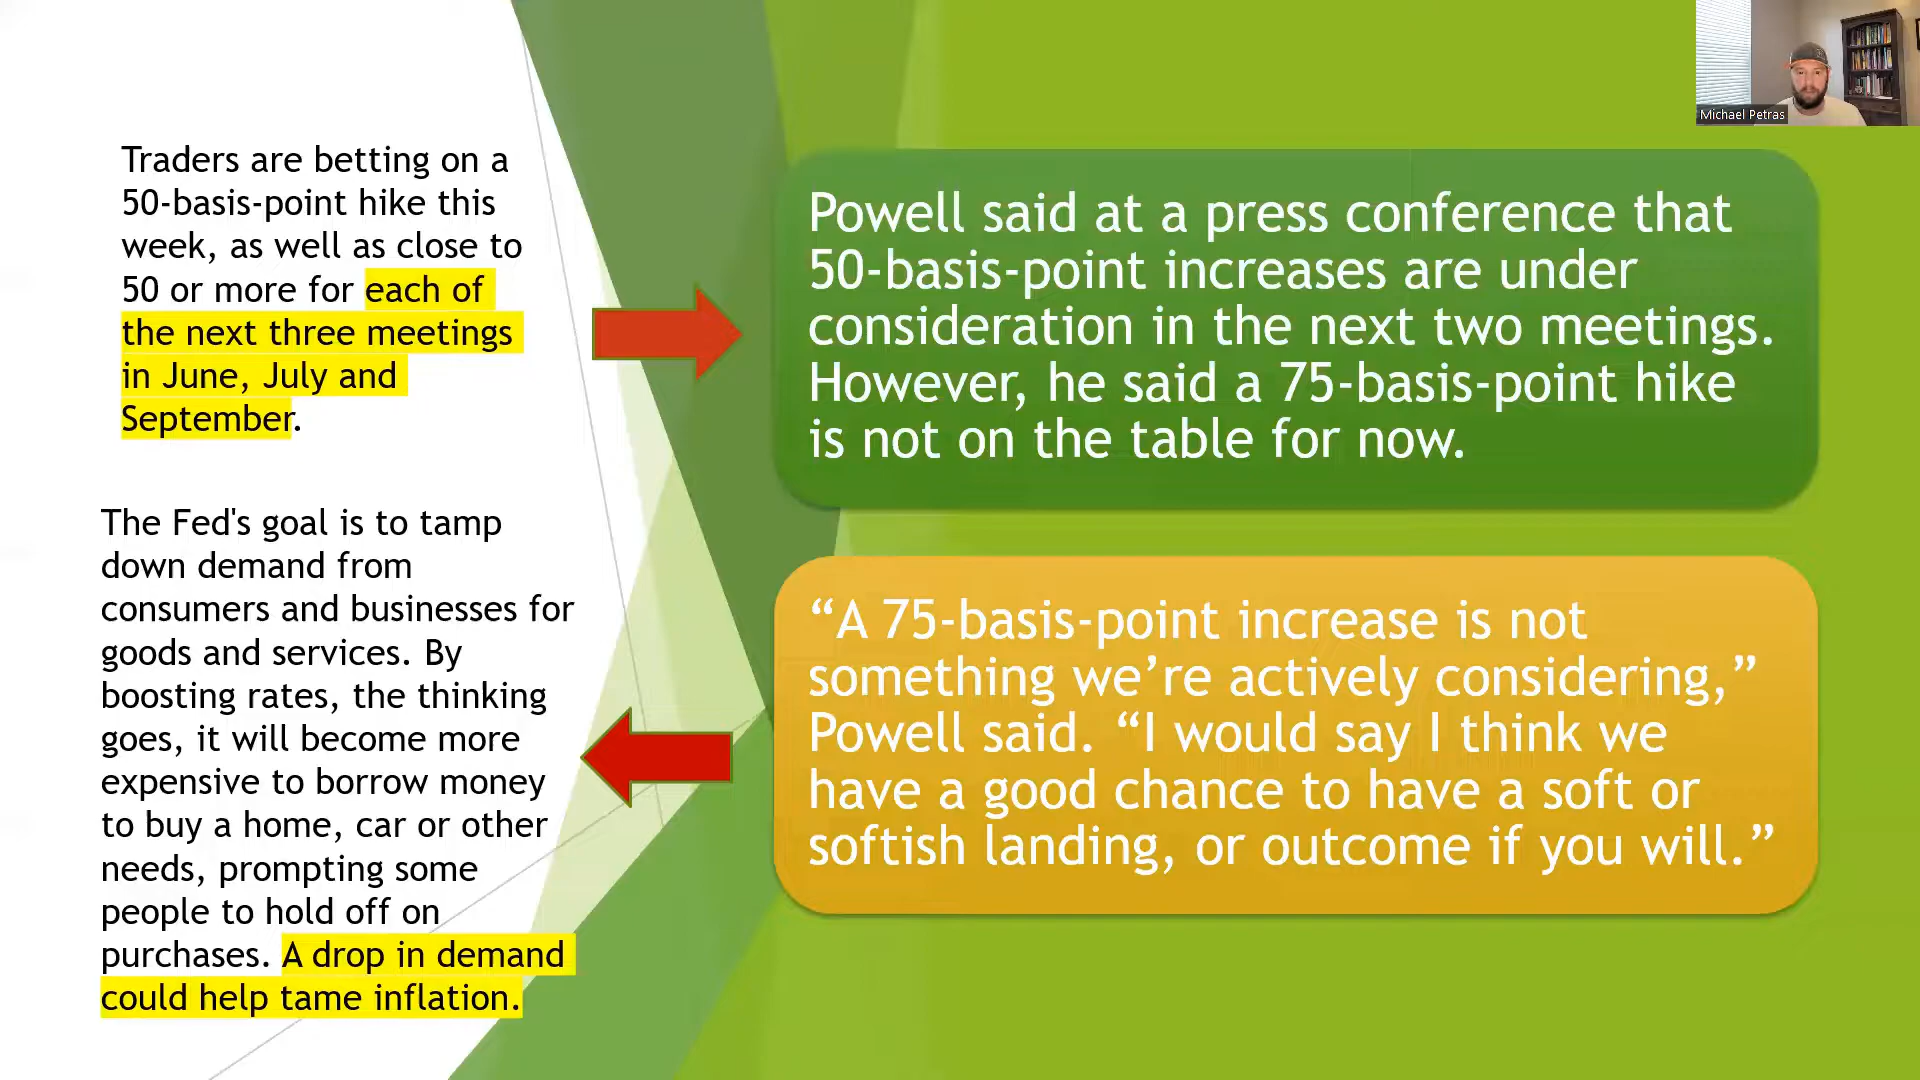 Traders are betting on a
50-basis-point hike this
week, as well as close to
50 or more for each of
the next three meetings
in June, July and
September.
The Fed's goal is to tamp
down demand from
consumers and businesses for
goods and services. By
boosting rates, the thinking
goes, it will become more
expensive to borrow money
to buy a home, car or other
needs, prompting some
people to hold off on
purchases. A drop in demand
could help tame inflation.
Powell said at a press conference that
50-basis-point increases are under
consideration in the next two meetings.
However, he said a 75-basis-point hike
is not on the table for now.
“A 75-basis-point increase is not
something we’re actively considering,”
Powell said. “I would say I think we
have a good chance to have a soft or
softish landing, or outcome if you will.”
Michael Petras